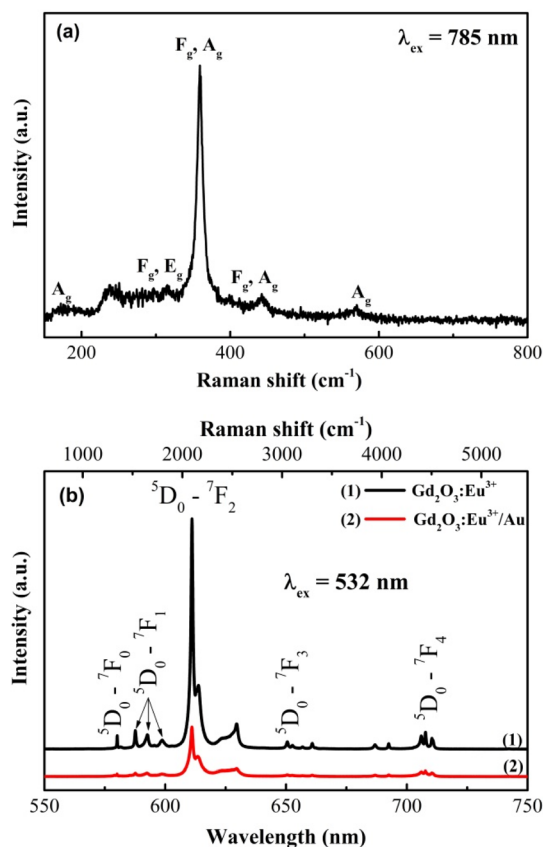 (a)
λex = 785 nm
Fg, Ag
Ag
Fg, Eg
Fg, Ag
Ag
Intensity (a.u.)
200 400 600 800
Raman shift (cm⁻¹)
Raman shift (cm⁻¹)
1000 2000 3000 4000 5000
(b)
⁵D₀ - ⁷F₂
(1) Gd₂O₃:Eu³⁺
(2) Gd₂O₃:Eu³⁺/Au
λex = 532 nm
⁵D₀ - ⁷F₀
⁵D₀ - ⁷F₁
⁵D₀ - ⁷F₃
⁵D₀ - ⁷F₄
(1)
(2)
Intensity (a.u.)
550 600 650 700 750
Wavelength (nm)